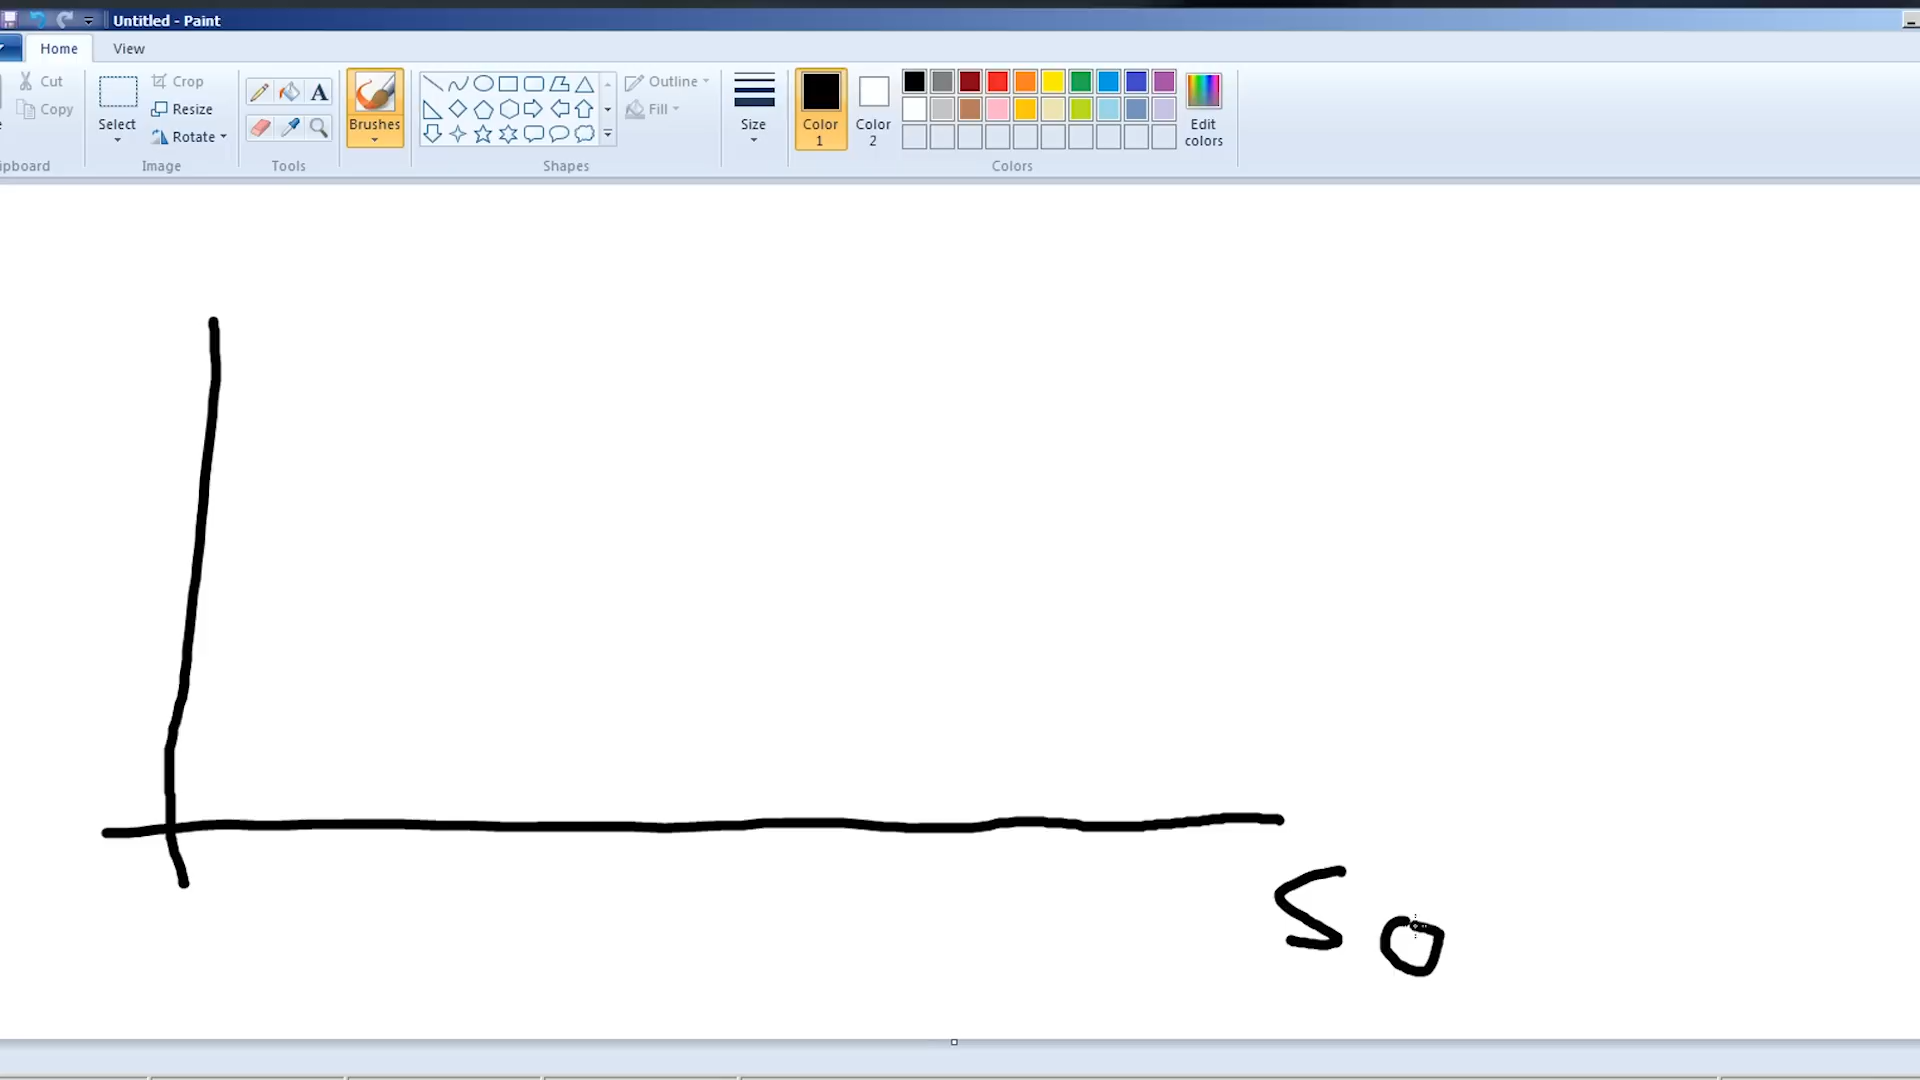 Untitled - Paint
Home View
Cut
Copy
Select
Crop
Resize
Rotate
Brushes
Outline
Fill
Size
Color 1
Color 2
Edit colors
Image
Tools
Shapes
Colors
so